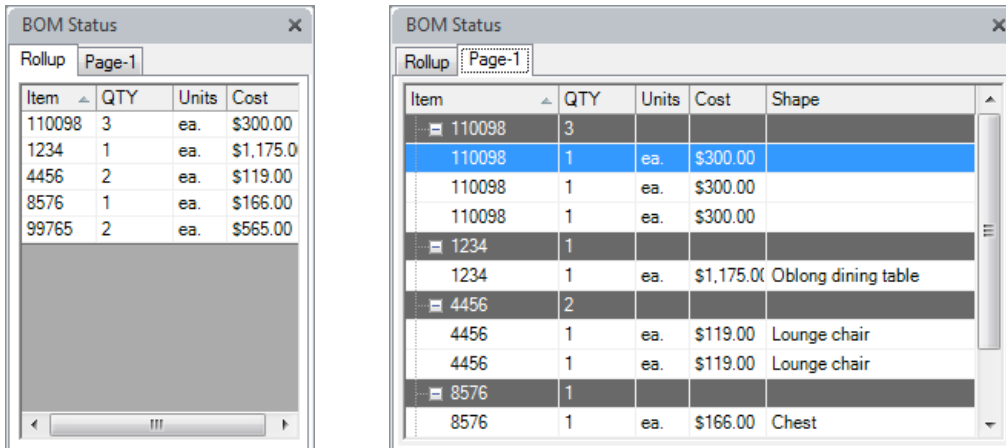 BOM Status
Rollup Page-1
Item QTY Units Cost
110098 3 ea. $300.00
1234 1 ea. $1,175.0
4456 2 ea. $119.00
8576 1 ea. $166.00
99765 2 ea. $565.00
BOM Status
Rollup Page-1
Item QTY Units Cost Shape
110098 3
110098 1 ea. $300.00
110098 1 ea. $300.00
110098 1 ea. $300.00
1234 1
1234 1 ea. $1,175.00 Oblong dining table
4456 2
4456 1 ea. $119.00 Lounge chair
4456 1 ea. $119.00 Lounge chair
8576 1
8576 1 ea. $166.00 Chest